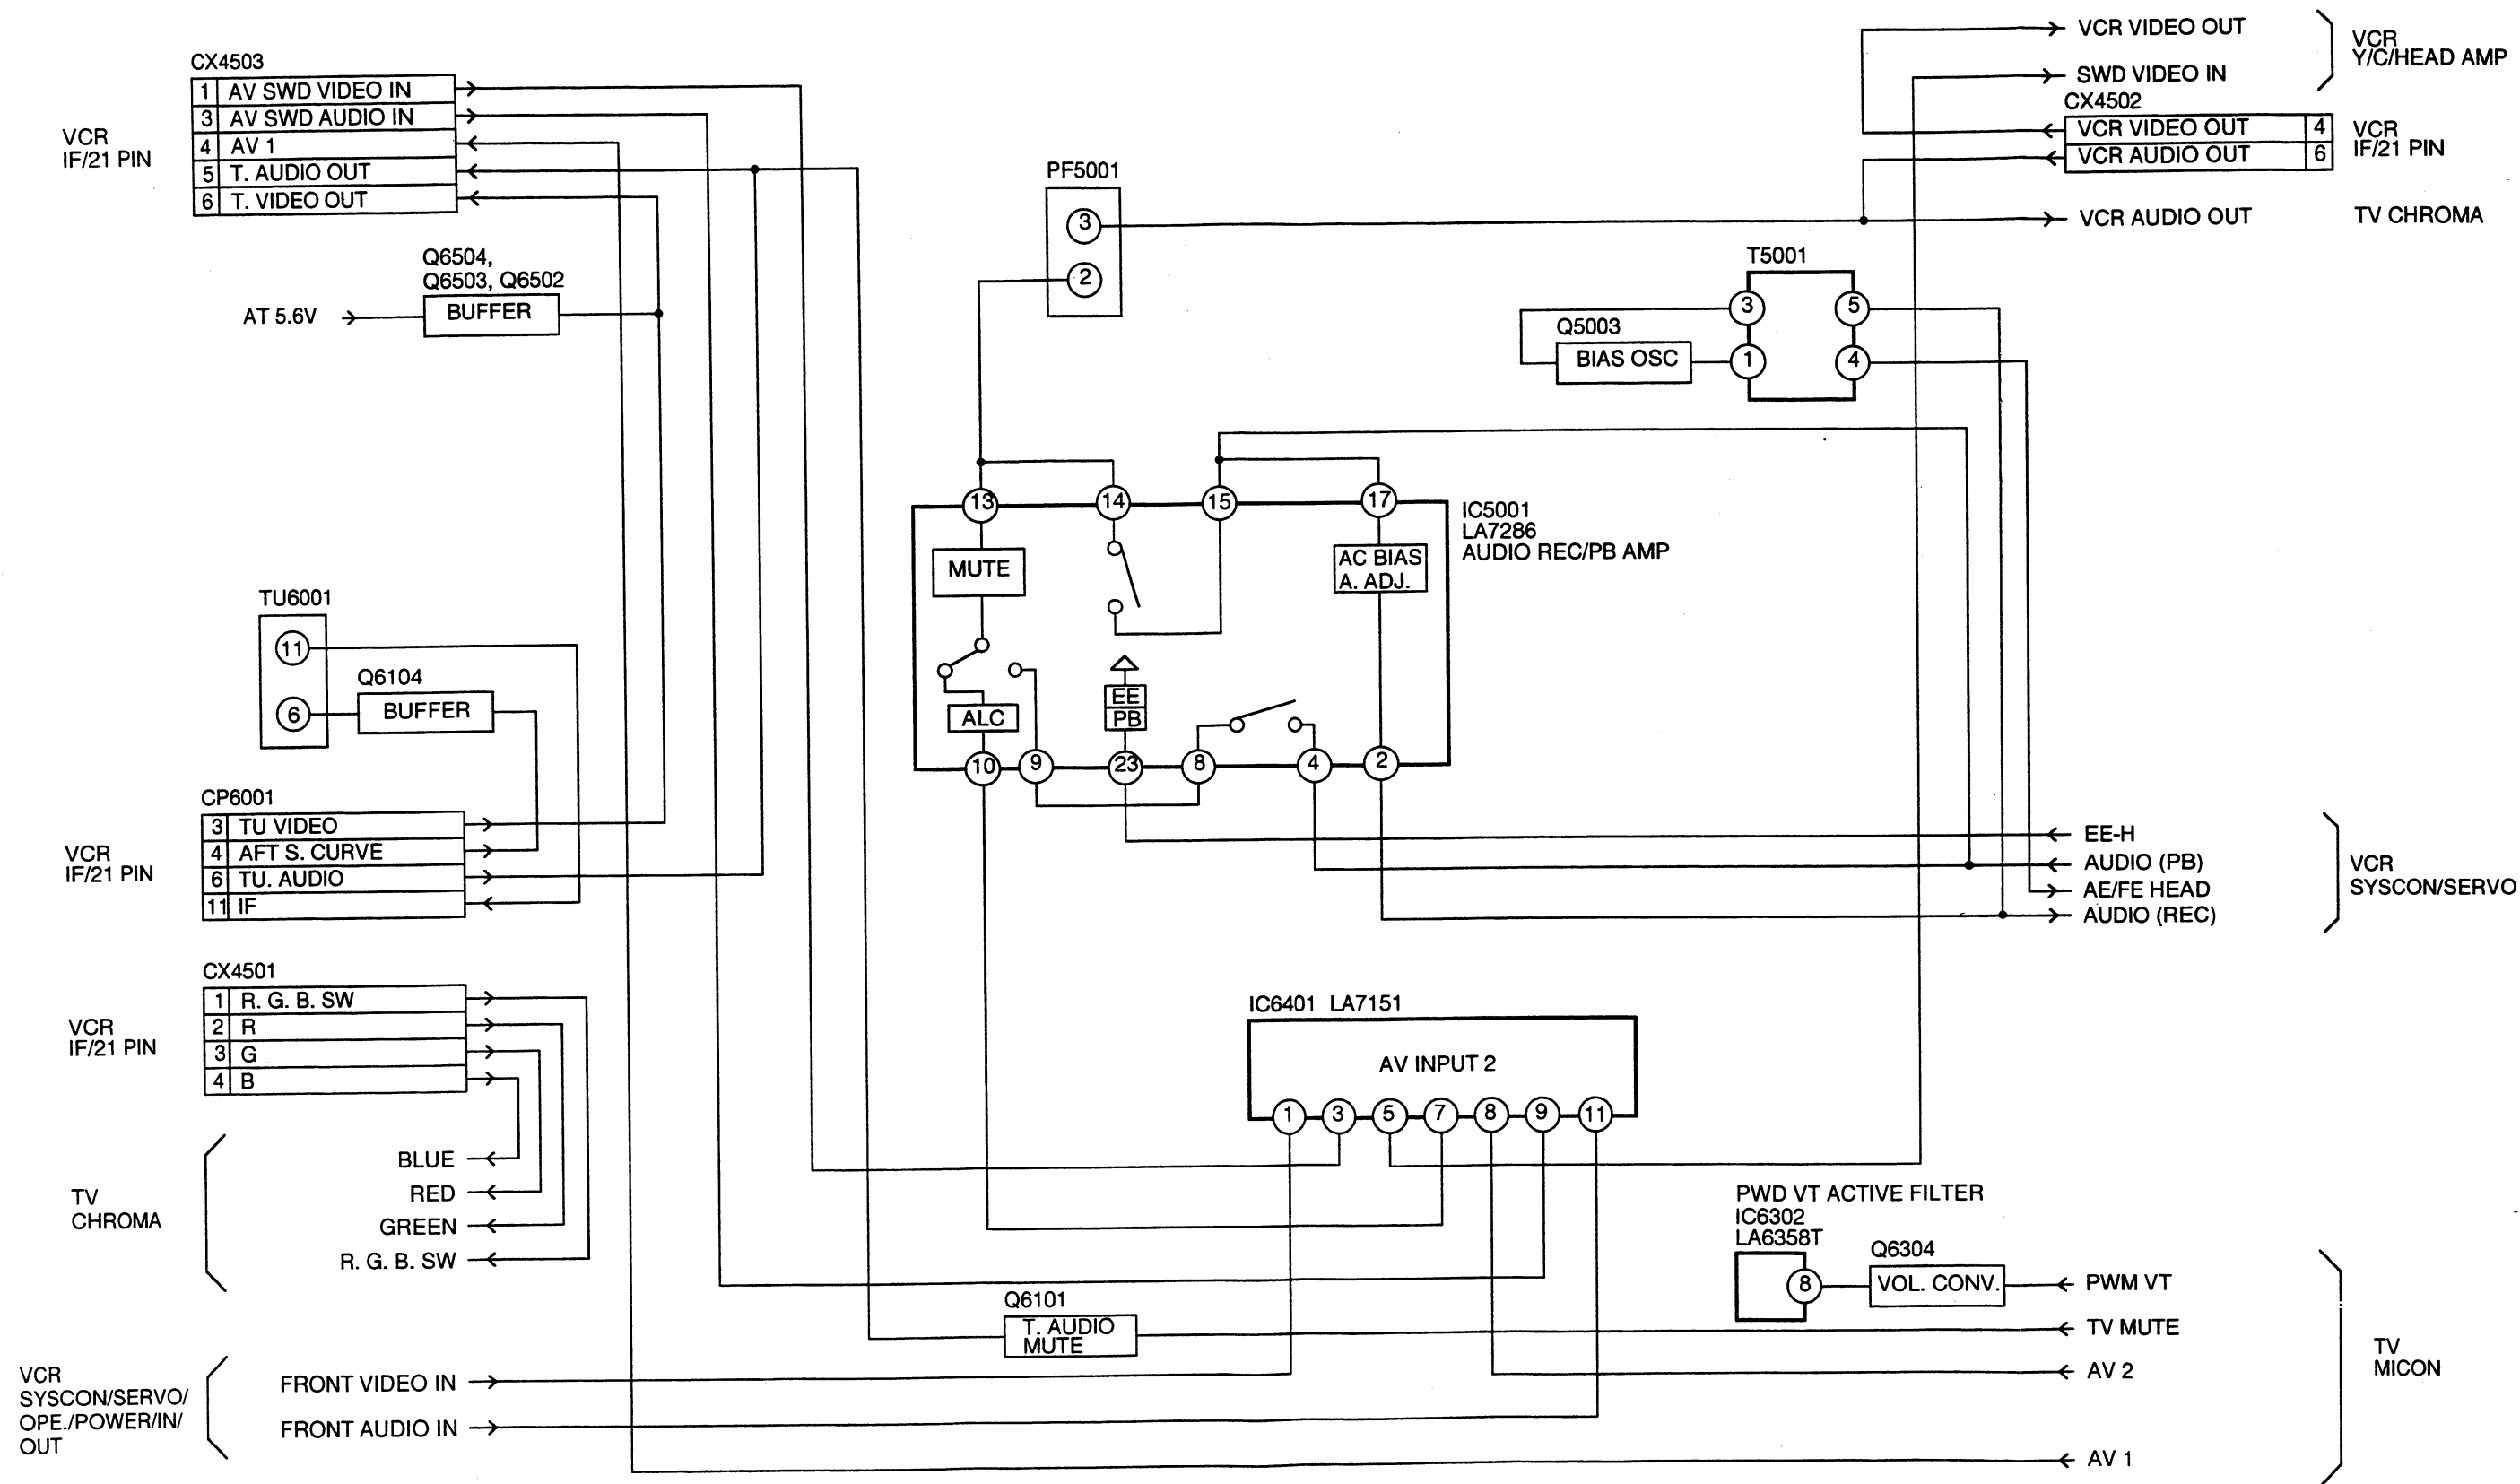 CX4503
1 AV SWD VIDEO IN
3 AV SWD AUDIO IN
4 AV 1
5 T. AUDIO OUT
6 T. VIDEO OUT
VCR
IF/21 PIN
Q6504,
Q6503, Q6502
BUFFER
AT 5.6V
TU6001
11
6
Q6104
BUFFER
CP6001
3 TU VIDEO
4 AFT S. CURVE
6 TU. AUDIO
11 IF
VCR
IF/21 PIN
CX4501
1 R. G. B. SW
2 R
3 G
4 B
VCR
IF/21 PIN
TV
CHROMA
BLUE
RED
GREEN
R. G. B. SW
VCR
SYSCON/SERVO/
OPE./POWER/IN/
OUT
FRONT VIDEO IN
FRONT AUDIO IN
PF5001
3
2
13
14
15
17
MUTE
AC BIAS
A. ADJ.
ALC
EE
PB
10
9
23
8
4
2
IC5001
LA7286
AUDIO REC/PB AMP
T5001
3
5
1
4
Q5003
BIAS OSC
IC6401 LA7151
AV INPUT 2
1
3
5
7
8
9
11
Q6101
T. AUDIO
MUTE
PWD VT ACTIVE FILTER
IC6302
LA6358T
8
Q6304
VOL. CONV.
VCR VIDEO OUT
SWD VIDEO IN
VCR
Y/C/HEAD AMP
CX4502
VCR VIDEO OUT 4
VCR AUDIO OUT 6
VCR
IF/21 PIN
VCR AUDIO OUT
TV CHROMA
EE-H
AUDIO (PB)
AE/FE HEAD
AUDIO (REC)
VCR
SYSCON/SERVO
PWM VT
TV MUTE
AV 2
AV 1
TV
MICON